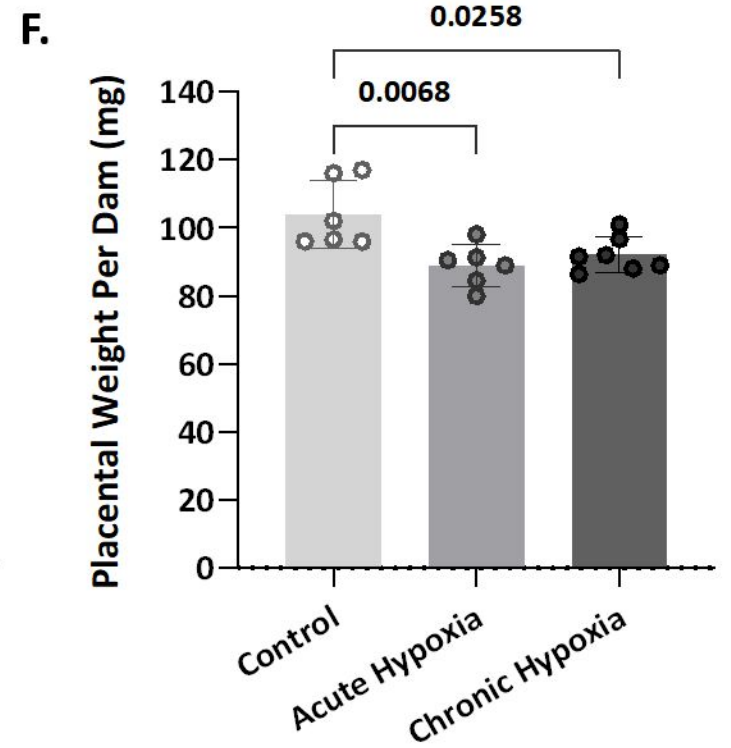 F.
0.0258
0.0068
Placental Weight Per Dam (mg)
140
120
100
80
60
40
20
0
Control
Acute Hypoxia
Chronic Hypoxia